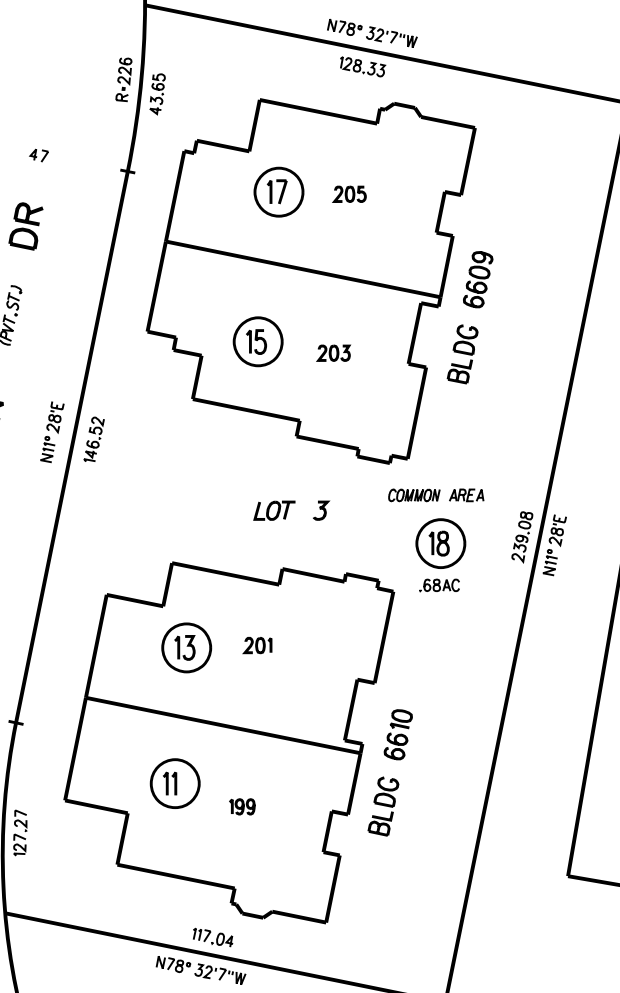 N78° 32'7"W
128.33
R=226
43.65
47
DR
(PVT. ST.)
17
205
BLDG 6609
15
203
N11° 28'E
146.52
LOT 3
COMMON AREA
18
.68AC
239.08
N11° 28'E
13
201
BLDG 6610
11
199
127.27
117.04
N78° 32'7"W